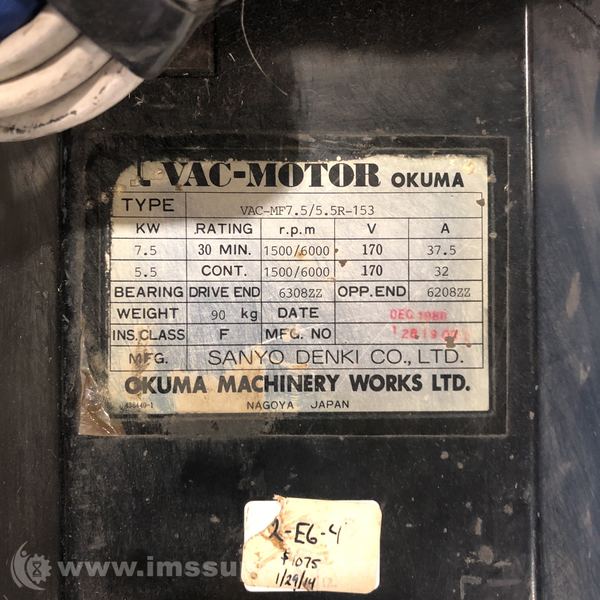 VAC-MOTOR OKUMA
TYPE VAC-MF7.5/5.5R-153
KW RATING r.p.m V A
7.5 30 MIN. 1500/6000 170 37.5
5.5 CONT. 1500/6000 170 32
BEARING DRIVE END 6308ZZ OPP.END 6208ZZ
WEIGHT 90 kg DATE DEC.1988
INS.CLASS F MFG. NO
MFG. SANYO DENKI CO., LTD.
OKUMA MACHINERY WORKS LTD.
NAGOYA JAPAN
2-E6-4
1/29/14
www.imssu